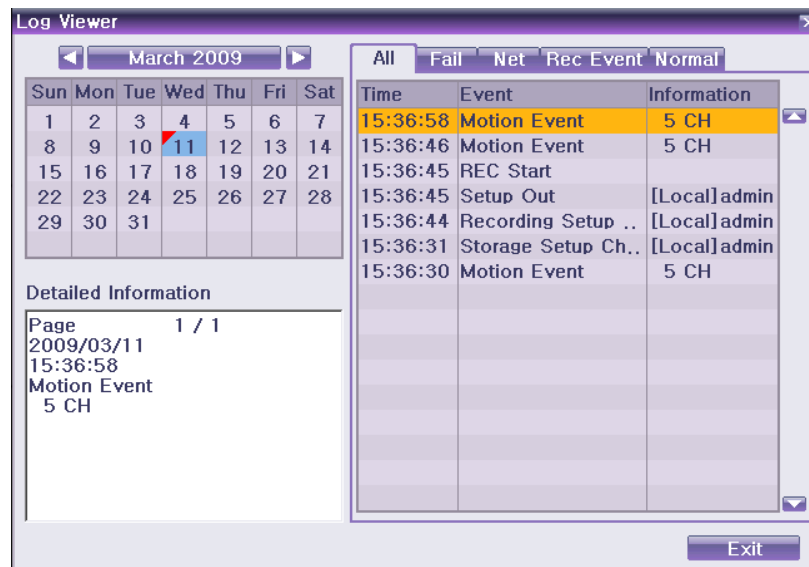 Log Viewer
March 2009
Sun Mon Tue Wed Thu Fri Sat
1 2 3 4 5 6 7
8 9 10 11 12 13 14
15 16 17 18 19 20 21
22 23 24 25 26 27 28
29 30 31
Detailed Information
Page 1 / 1
2009/03/11
15:36:58
Motion Event
5 CH
All Fail Net Rec Event Normal
Time Event Information
15:36:58 Motion Event 5 CH
15:36:46 Motion Event 5 CH
15:36:45 REC Start
15:36:45 Setup Out [Local]admin
15:36:44 Recording Setup .. [Local]admin
15:36:31 Storage Setup Ch.. [Local]admin
15:36:30 Motion Event 5 CH
Exit